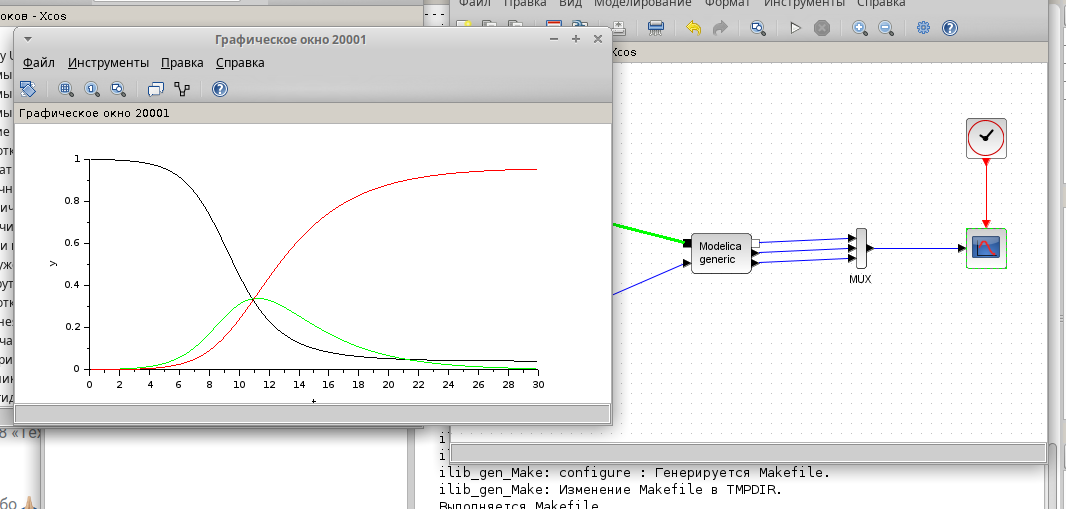 оков - Xcos
Файл Правка Вид Моделирование Формат Инструменты Справка
Xcos
Графическое окно 20001
Файл Инструменты Правка Справка
Графическое окно 20001
y
1
0.8
0.6
0.4
0.2
0
0 2 4 6 8 10 12 14 16 18 20 22 24 26 28 30
t
Modelica
generic
MUX
ilib_gen_Make: configure : Генерируется Makefile.
ilib_gen_Make: Изменение Makefile в TMPDIR.
Выполняется Makefile
8 «Тех
бо